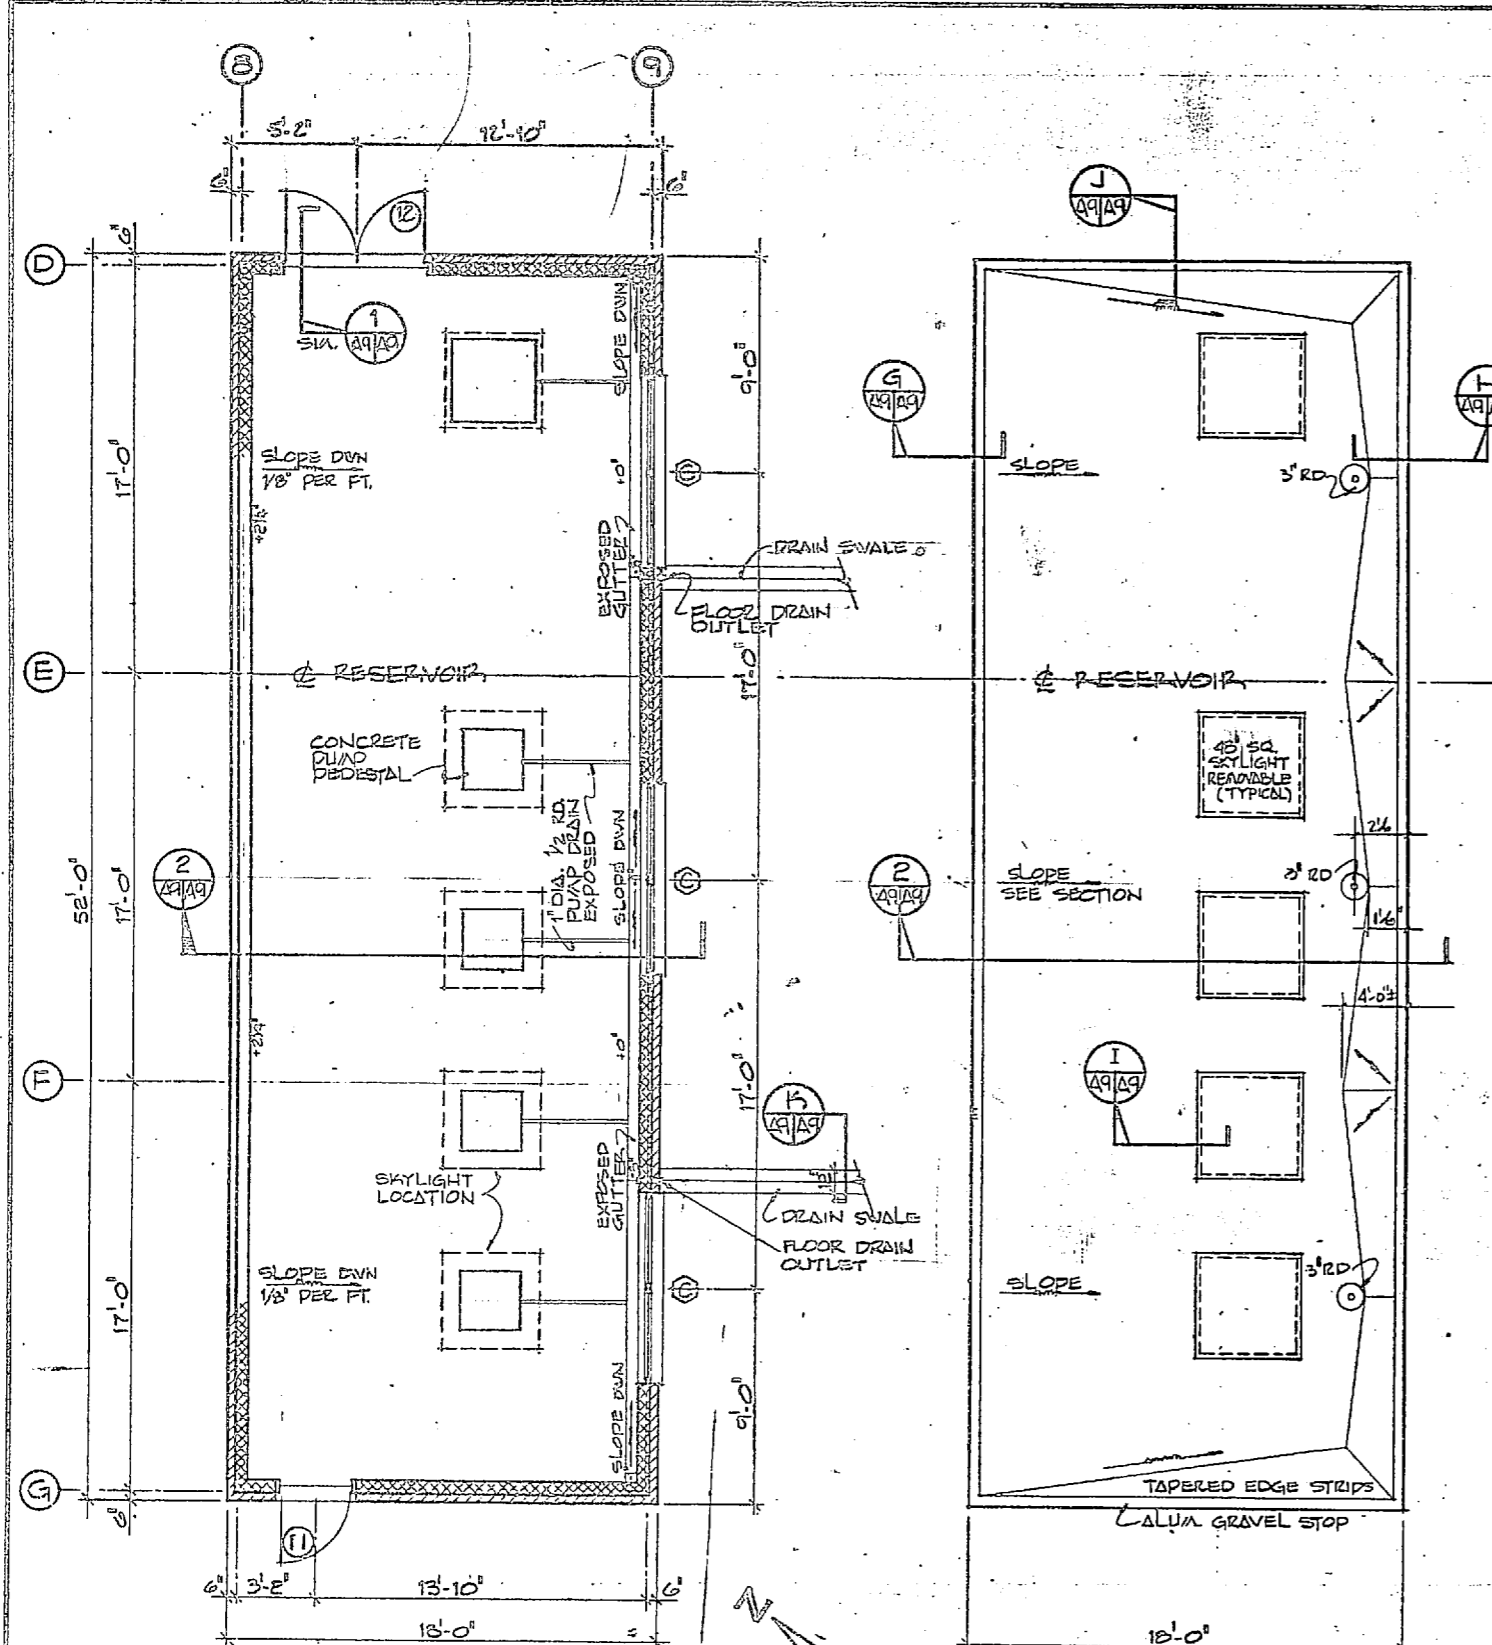 8
9
5'-2"
12'-10"
6"
6"
12
D
6"
J
A9 A9
1
A9 A9
SIM.
SLOPE DWN
9'-0"
G
A9 A9
H
SLOPE DWN
1/8" PER FT.
17'-0"
+0"
C
SLOPE
3" RD
EXPOSED
GUTTER
DRAIN SWALE
FLOOR DRAIN
OUTLET
E
℄ RESERVOIR
17'-0"
℄ RESERVOIR
CONCRETE
PUMP
PEDESTAL
48" SQ.
SKYLIGHT
REMOVABLE
(TYPICAL)
1" DIA. 1/2 RD.
PUMP DRAIN
EXPOSED
SLOPE DWN
2
A9 A9
52'-0"
17'-0"
C
2
A9 A9
SLOPE
SEE SECTION
3" RD
2'-6
1'-6"
4'-0"±
F
+0"
17'-0"
K
A9 A9
I
A9 A9
SKYLIGHT
LOCATION
EXPOSED
GUTTER
DRAIN SWALE
FLOOR DRAIN
OUTLET
SLOPE DWN
1/8" PER FT.
17'-0"
C
SLOPE
3" RD
SLOPE DWN
9'-0"
G
6"
TAPERED EDGE STRIPS
ALUM GRAVEL STOP
11
6"
3'-2"
13'-10"
6"
N
18'-0"
18'-0"